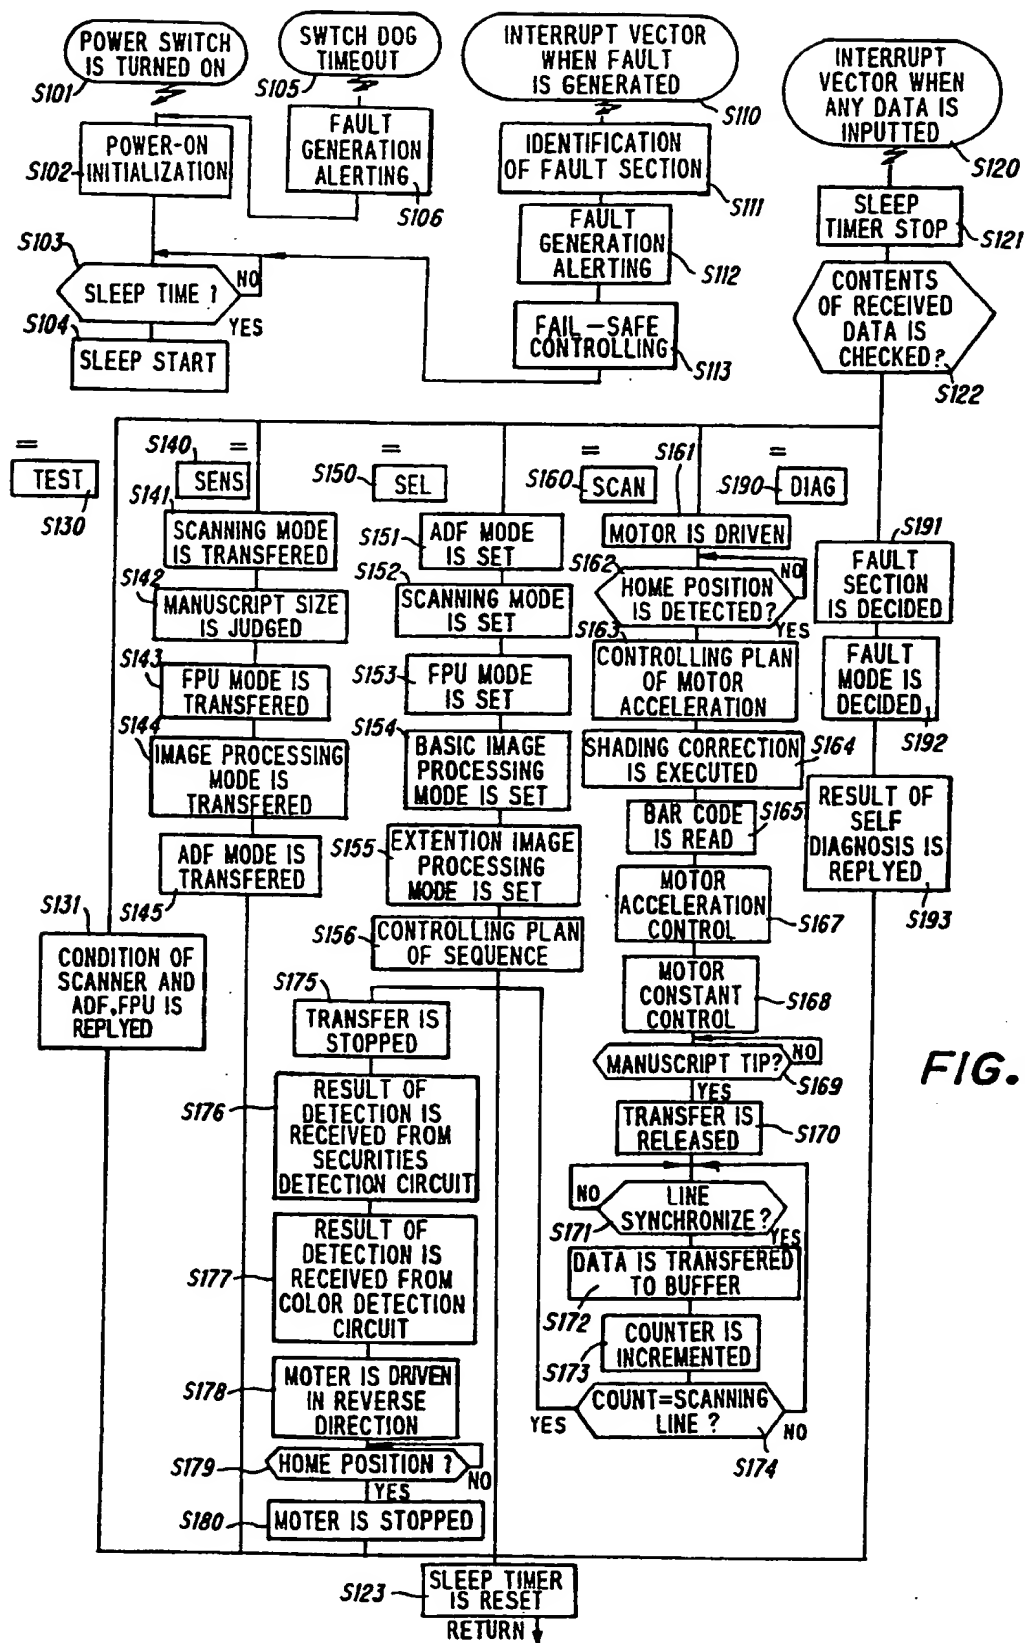 POWER SWITCH
IS TURNED ON
S101
SWTCH DOG
TIMEOUT
S105
INTERRUPT VECTOR
WHEN FAULT
IS GENERATED
S110
INTERRUPT
VECTOR WHEN
ANY DATA IS
INPUTTED
S120
POWER-ON
INITIALIZATION
S102
FAULT
GENERATION
ALERTING
S106
IDENTIFICATION
OF FAULT SECTION
S111
SLEEP
TIMER STOP
S121
S103
SLEEP TIME ?
NO
YES
FAULT
GENERATION
ALERTING
S112
CONTENTS
OF RECEIVED
DATA IS
CHECKED?
S122
S104
SLEEP START
FAIL-SAFE
CONTROLLING
S113
=
TEST
S130
S140
=
SENS
S150
=
SEL
S160
=
SCAN
S161
S190
=
DIAG
S141
SCANNING MODE
IS TRANSFERED
S142
MANUSCRIPT SIZE
IS JUDGED
S143
FPU MODE IS
TRANSFERED
S144
IMAGE PROCESSING
MODE IS
TRANSFERED
ADF MODE IS
TRANSFERED
S145
S131
CONDITION OF
SCANNER AND
ADF.FPU IS
REPLYED
S151
ADF MODE
IS SET
S152
SCANNING MODE
IS SET
S153
FPU MODE
IS SET
S154
BASIC IMAGE
PROCESSING
MODE IS SET
S155
EXTENTION IMAGE
PROCESSING
MODE IS SET
S156
CONTROLLING PLAN
OF SEQUENCE
MOTOR IS DRIVEN
S162
NO
HOME POSITION
IS DETECTED?
YES
S163
CONTROLLING PLAN
OF MOTOR
ACCELERATION
SHADING CORRECTION
IS EXECUTED
S164
BAR CODE
IS READ
S165
MOTOR
ACCELERATION
CONTROL
S167
MOTOR
CONSTANT
CONTROL
S168
MANUSCRIPT TIP?
NO
S169
YES
TRANSFER IS
RELEASED
S170
NO
LINE
SYNCHRONIZE ?
S171
YES
DATA IS TRANSFERED
TO BUFFER
S172
COUNTER IS
INCREMENTED
S173
COUNT=SCANNING
LINE ?
YES
NO
S174
S191
FAULT
SECTION
IS DECIDED
FAULT
MODE IS
DECIDED
S192
RESULT OF
SELF
DIAGNOSIS IS
REPLYED
S193
S175
TRANSFER IS
STOPPED
S176
RESULT OF
DETECTION IS
RECEIVED FROM
SECURITIES
DETECTION CIRCUIT
S177
RESULT OF
DETECTION IS
RECEIVED FROM
COLOR DETECTION
CIRCUIT
S178
MOTER IS DRIVEN
IN REVERSE
DIRECTION
S179
HOME POSITION ?
NO
YES
S180
MOTER IS STOPPED
S123
SLEEP TIMER
IS RESET
RETURN
FIG.